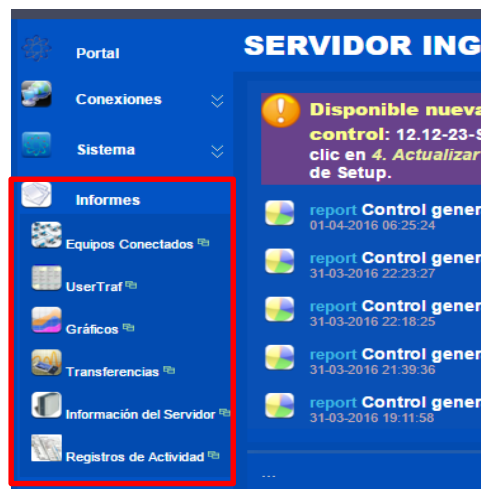 Portal
Conexiones
Sistema
Informes
Equipos Conectados
UserTraf
Gráficos
Transferencias
Información del Servidor
Registros de Actividad
SERVIDOR ING
Disponible nueva
control: 12.12-23-S
clic en 4. Actualizar
de Setup.
report Control gener
01-04-2016 06:25:24
report Control gener
31-03-2016 22:23:27
report Control gener
31-03-2016 22:18:25
report Control gener
31-03-2016 21:39:36
report Control gener
31-03-2016 19:11:58
...